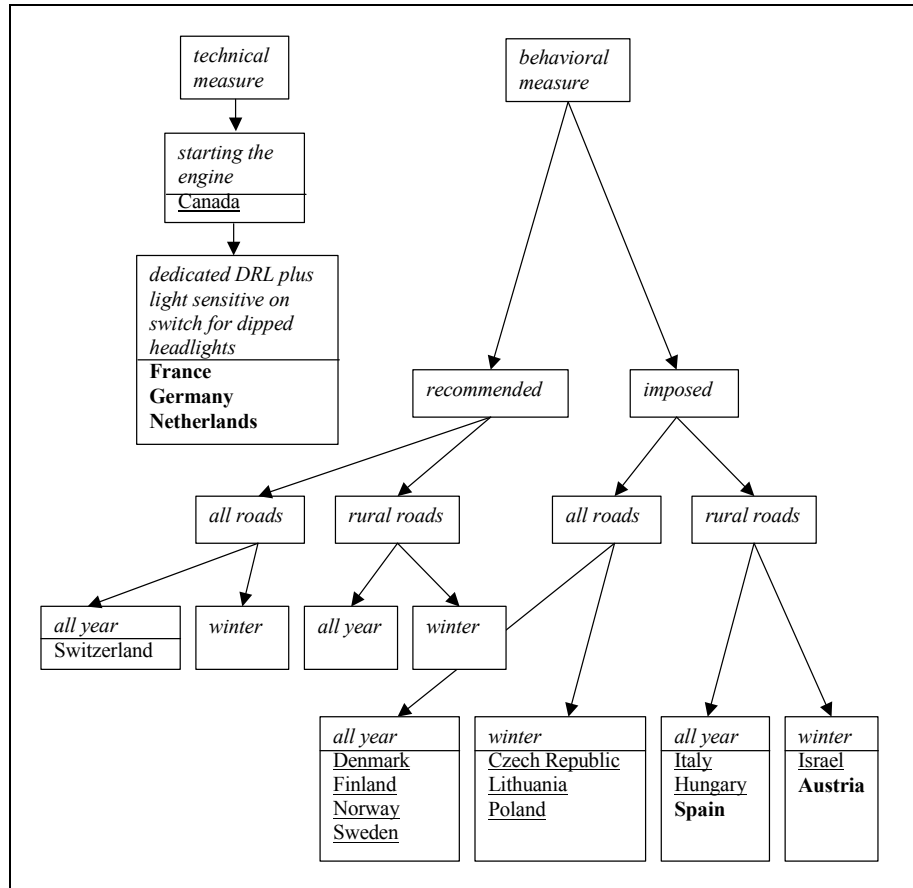 technical
measure
behavioral
measure
starting the
engine
Canada
dedicated DRL plus
light sensitive on
switch for dipped
headlights
France
Germany
Netherlands
recommended
imposed
all roads
rural roads
all roads
rural roads
all year
Switzerland
winter
all year
winter
all year
Denmark
Finland
Norway
Sweden
winter
Czech Republic
Lithuania
Poland
all year
Italy
Hungary
Spain
winter
Israel
Austria